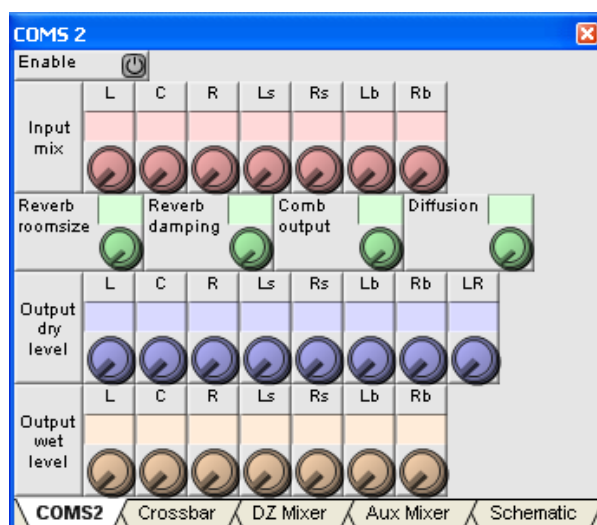 COMS 2
Enable
L C R Ls Rs Lb Rb
Input
mix
Reverb
roomsize
Reverb
damping
Comb
output
Diffusion
L C R Ls Rs Lb Rb LR
Output
dry
level
L C R Ls Rs Lb Rb
Output
wet
level
COMS2 Crossbar DZ Mixer Aux Mixer Schematic